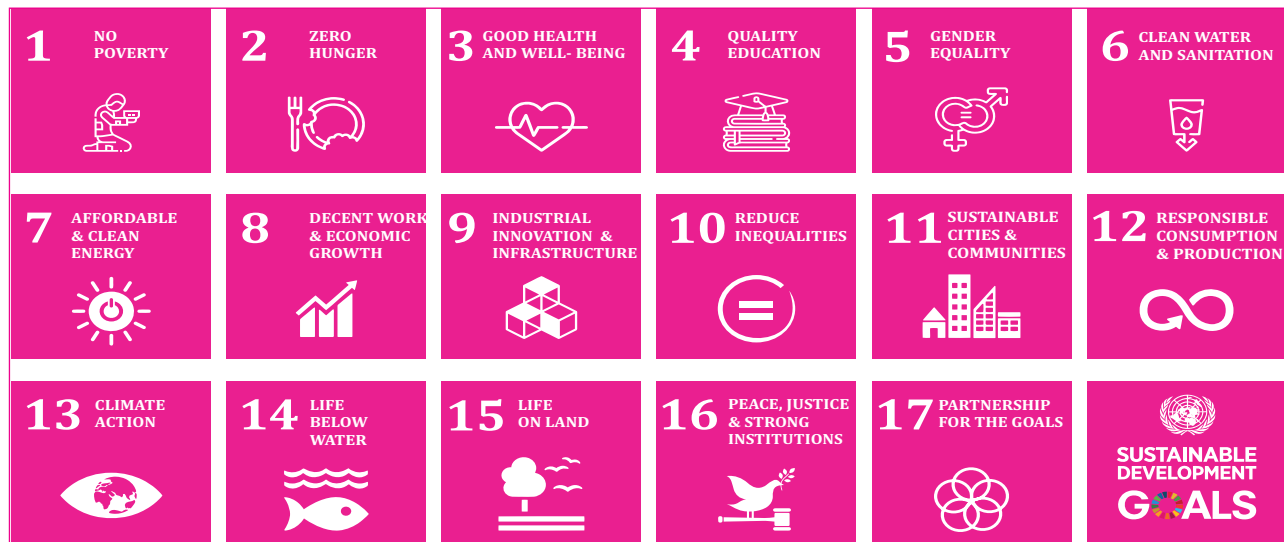 1 NO
POVERTY
2 ZERO
HUNGER
3 GOOD HEALTH
AND WELL- BEING
4 QUALITY
EDUCATION
5 GENDER
EQUALITY
6 CLEAN WATER
AND SANITATION
7 AFFORDABLE
& CLEAN
ENERGY
8 DECENT WORK
& ECONOMIC
GROWTH
9 INDUSTRIAL
INNOVATION &
INFRASTRUCTURE
10 REDUCE
INEQUALITIES
11 SUSTAINABLE
CITIES &
COMMUNITIES
12 RESPONSIBLE
CONSUMPTION
& PRODUCTION
13 CLIMATE
ACTION
14 LIFE
BELOW
WATER
15 LIFE
ON LAND
16 PEACE, JUSTICE
& STRONG
INSTITUTIONS
17 PARTNERSHIP
FOR THE GOALS
SUSTAINABLE
DEVELOPMENT
GOALS